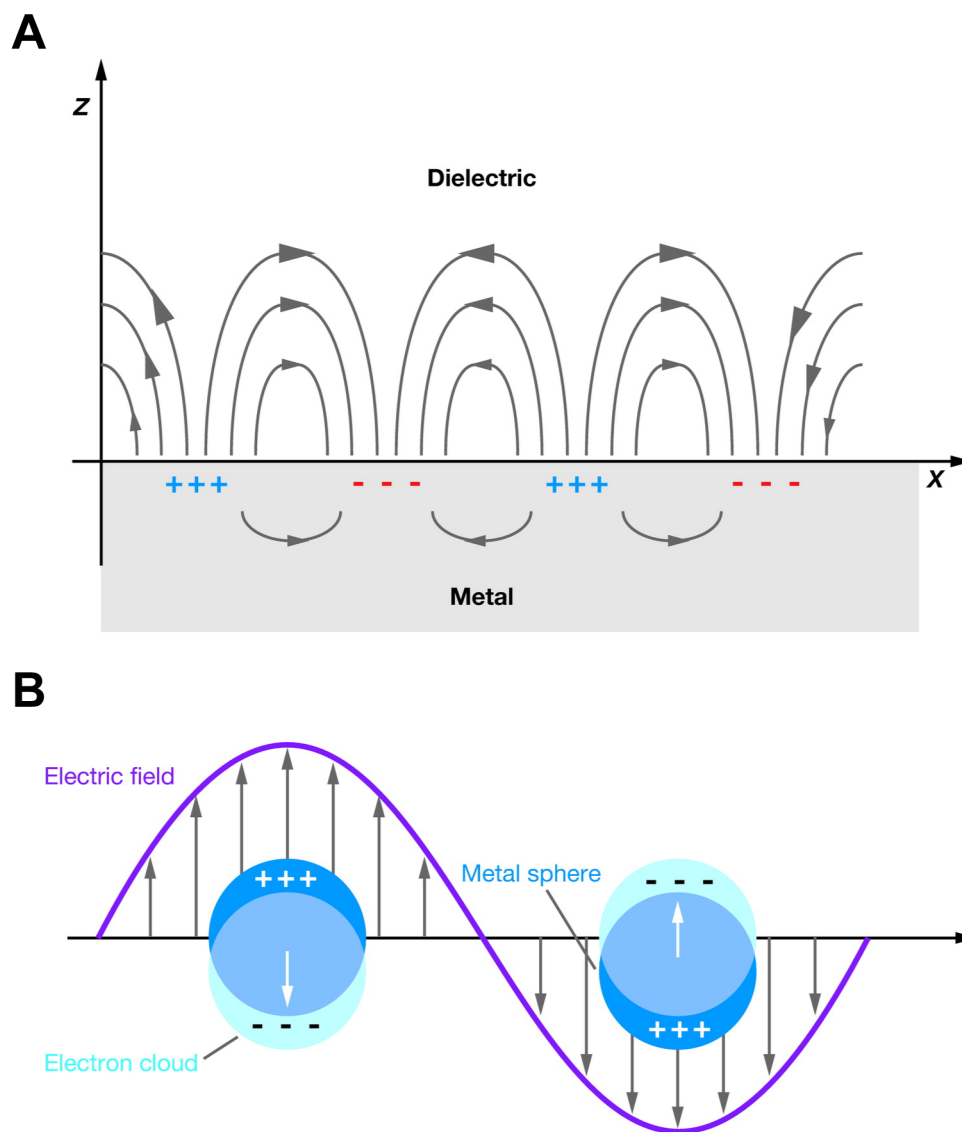 A
z
Dielectric
+++ - - - +++ - - -
x
Metal
B
Electric field
+++
Metal sphere
- - -
- - -
+++
Electron cloud